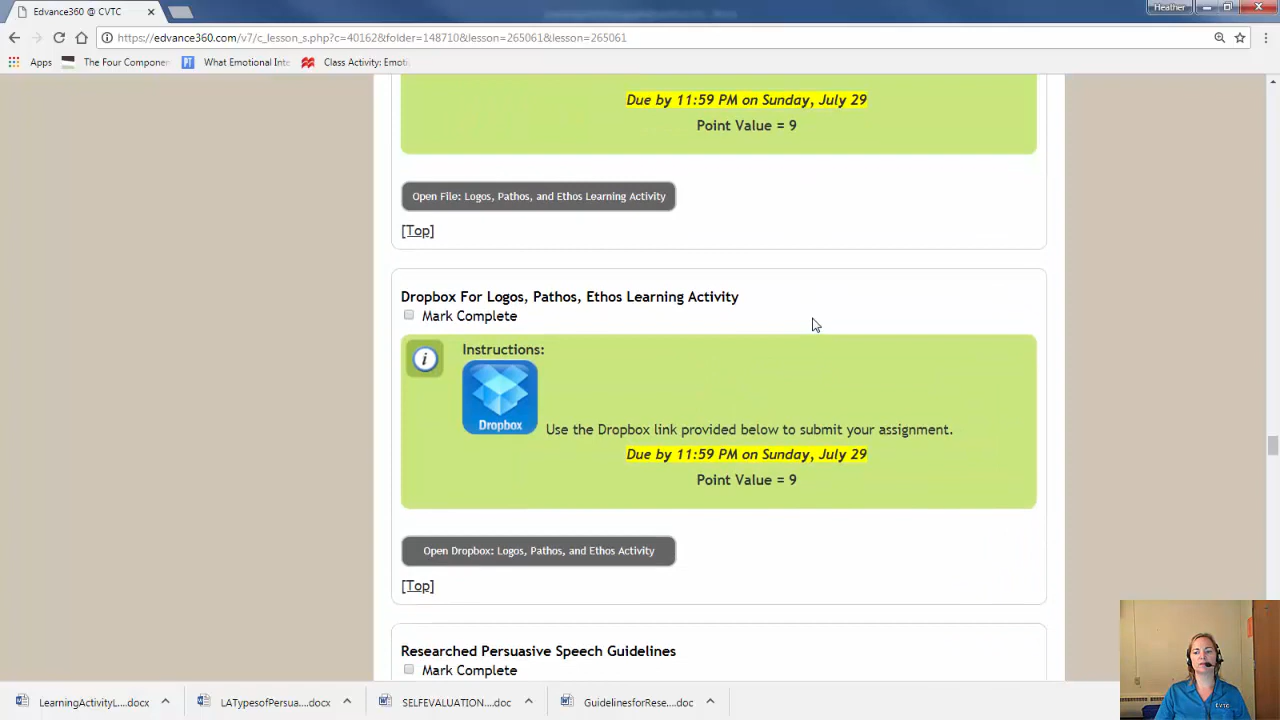 Edvance360 @ CVTC
Heather
https://edvance360.com/v7/c_lesson_s.php?c=40162&folder=148710&lesson=265061&lesson=265061
Apps The Four Componen What Emotional Inte Class Activity: Emoti
Due by 11:59 PM on Sunday, July 29
Point Value = 9
Open File: Logos, Pathos, and Ethos Learning Activity
[Top]
Dropbox For Logos, Pathos, Ethos Learning Activity
Mark Complete
i Instructions:
Dropbox Use the Dropbox link provided below to submit your assignment.
Due by 11:59 PM on Sunday, July 29
Point Value = 9
Open Dropbox: Logos, Pathos, and Ethos Activity
[Top]
Researched Persuasive Speech Guidelines
Mark Complete
LearningActivityL....docx LATypesofPersua....docx SELFEVALUATION....doc GuidelinesforRese....doc
CVTC